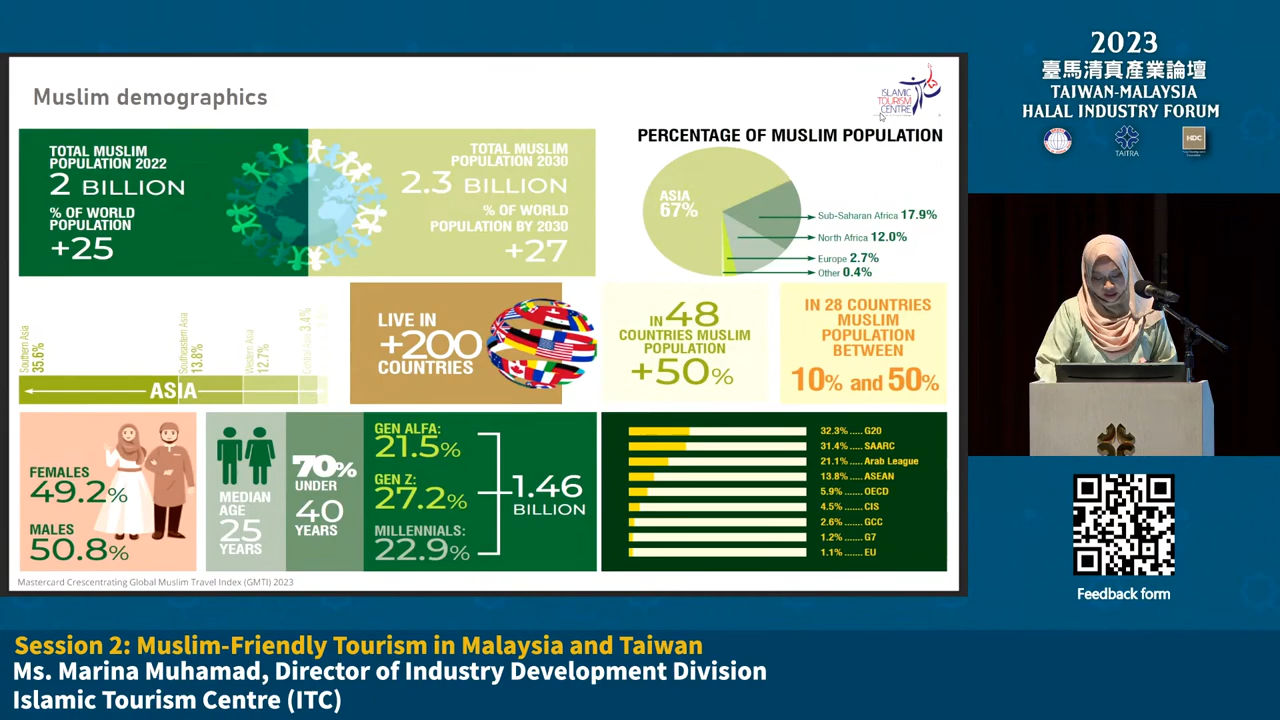 Muslim demographics
ISLAMIC
TOURISM
CENTRE
TOTAL MUSLIM
POPULATION 2022
2 BILLION
% OF WORLD
POPULATION
+25
TOTAL MUSLIM
POPULATION 2030
2.3 BILLION
% OF WORLD
POPULATION BY 2030
+27
PERCENTAGE OF MUSLIM POPULATION
ASIA
67%
Sub-Saharan Africa 17.9%
North Africa 12.0%
Europe 2.7%
Other 0.4%
Southern Asia
35.6%
Southeastern Asia
13.8%
Western Asia
12.7%
Central Asia 3.4%
ASIA
LIVE IN
+200
COUNTRIES
IN 48
COUNTRIES MUSLIM
POPULATION
+50%
IN 28 COUNTRIES
MUSLIM
POPULATION
BETWEEN
10% and 50%
FEMALES
49.2%
MALES
50.8%
MEDIAN
AGE
25
YEARS
70%
UNDER
40
YEARS
GEN ALFA:
21.5%
GEN Z:
27.2%
MILLENNIALS:
22.9%
1.46
BILLION
32.3% ..... G20
31.4% ..... SAARC
21.1% ..... Arab League
13.8% ..... ASEAN
5.9% ....... OECD
4.5% ....... CIS
2.6% ....... GCC
1.2% ....... G7
1.1% ....... EU
Mastercard Crescentrating Global Muslim Travel Index (GMTI) 2023
2023
臺馬清真產業論壇
TAIWAN-MALAYSIA
HALAL INDUSTRY FORUM
TAITRA
HDC
Feedback form
Session 2: Muslim-Friendly Tourism in Malaysia and Taiwan
Ms. Marina Muhamad, Director of Industry Development Division
Islamic Tourism Centre (ITC)